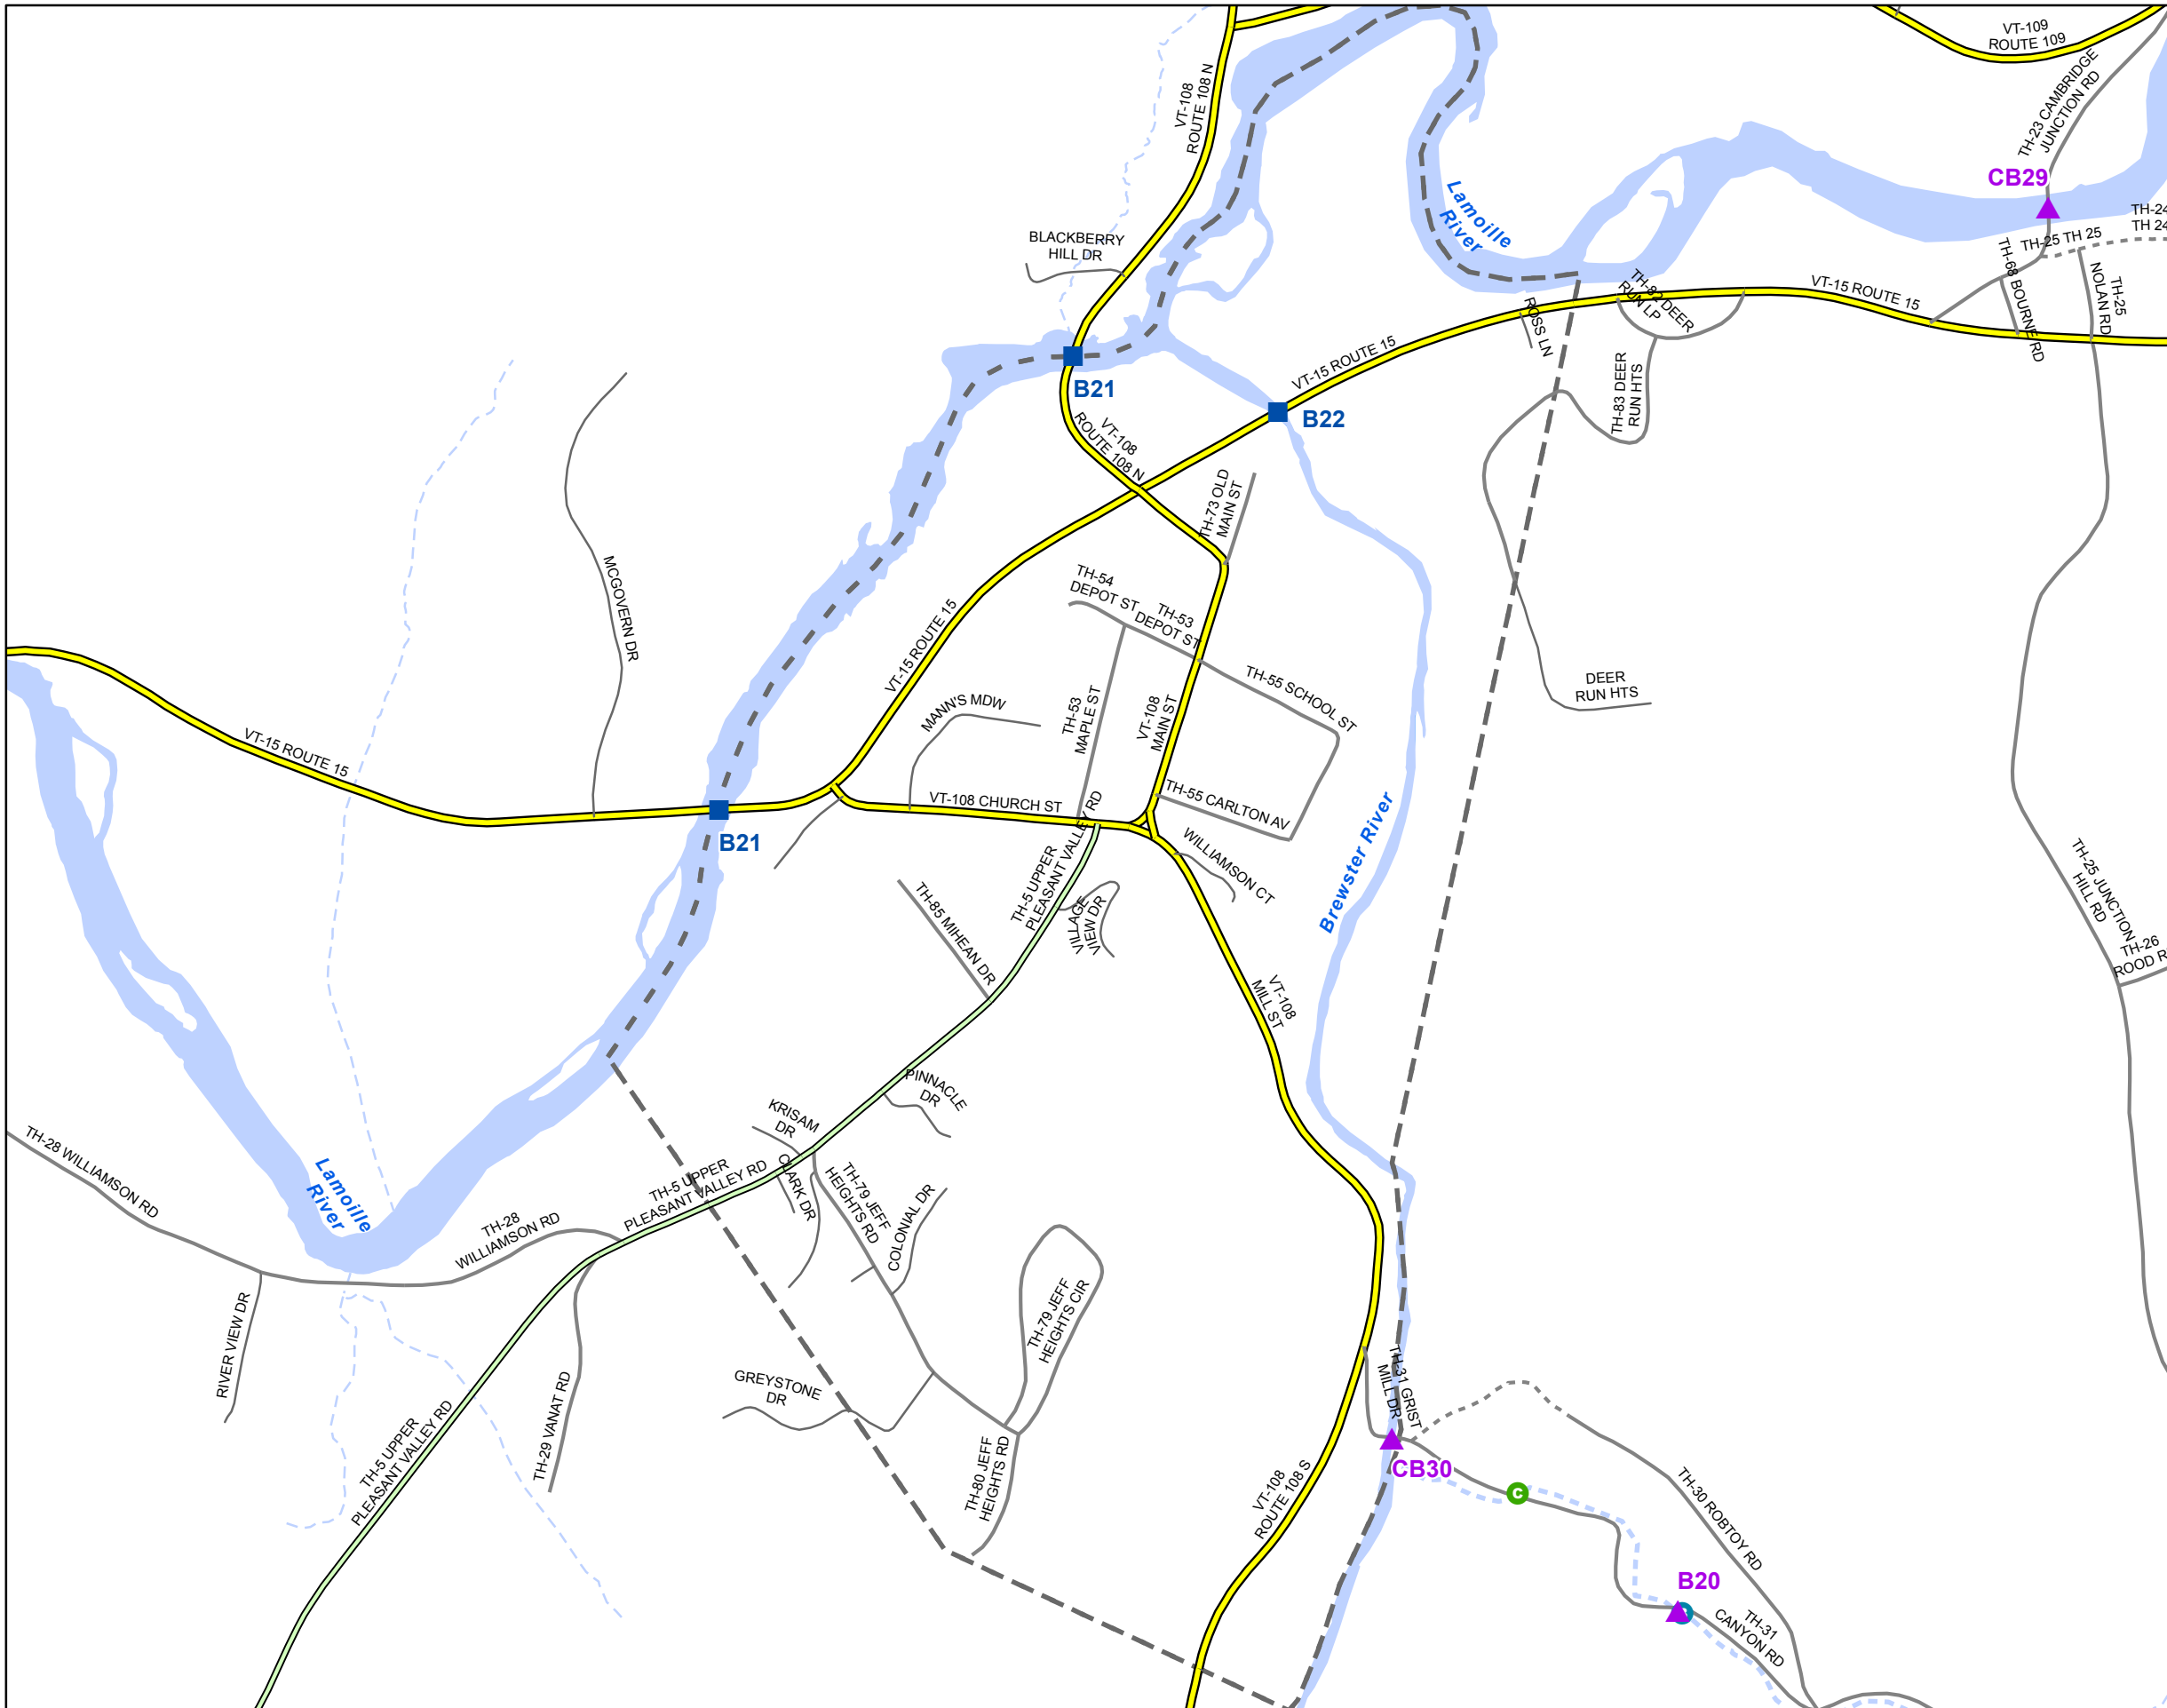 VT-109
ROUTE 109
TH-23 CAMBRIDGE
JUNCTION RD
VT-108
ROUTE 108 N
CB29
Lamoille
River
TH-24
TH 24
BLACKBERRY
HILL DR
TH-25 TH 25
TH-68 BOURNE RD
TH-25
NOLAN RD
TH-82 DEER
RUN LP
VT-15 ROUTE 15
ROSS LN
B21
VT-15 ROUTE 15
TH-83 DEER
RUN HTS
B22
VT-108
ROUTE 108 N
TH-73 OLD
MAIN ST
MCGOVERN DR
TH-54
DEPOT ST
TH-53
DEPOT ST
VT-15 ROUTE 15
TH-55 SCHOOL ST
DEER
RUN HTS
MANN'S MDW
TH-53
MAPLE ST
VT-108
MAIN ST
VT-15 ROUTE 15
VT-108 CHURCH ST
TH-55 CARLTON AV
B21
WILLIAMSON CT
Brewster River
TH-5 UPPER
PLEASANT VALLEY RD
TH-85 MIHEAN DR
VILLAGE
VIEW DR
TH-25 JUNCTION
HILL RD
TH-26
ROOD R
VT-108
MILL ST
PINNACLE
DR
KRISAM
DR
TH-28 WILLIAMSON RD
Lamoille
River
TH-28
WILLIAMSON RD
TH-5 UPPER
PLEASANT VALLEY RD
CLARK DR
TH-79 JEFF
HEIGHTS RD
COLONIAL DR
RIVER VIEW DR
TH-79 JEFF
HEIGHTS CIR
GREYSTONE
DR
TH-31 GRIST
MILL DR
TH-5 UPPER
PLEASANT VALLEY RD
TH-29 VANAT RD
TH-80 JEFF
HEIGHTS RD
VT-108
ROUTE 108 S
CB30
C
TH-30 ROBTOY RD
B20
TH-31
CANYON RD